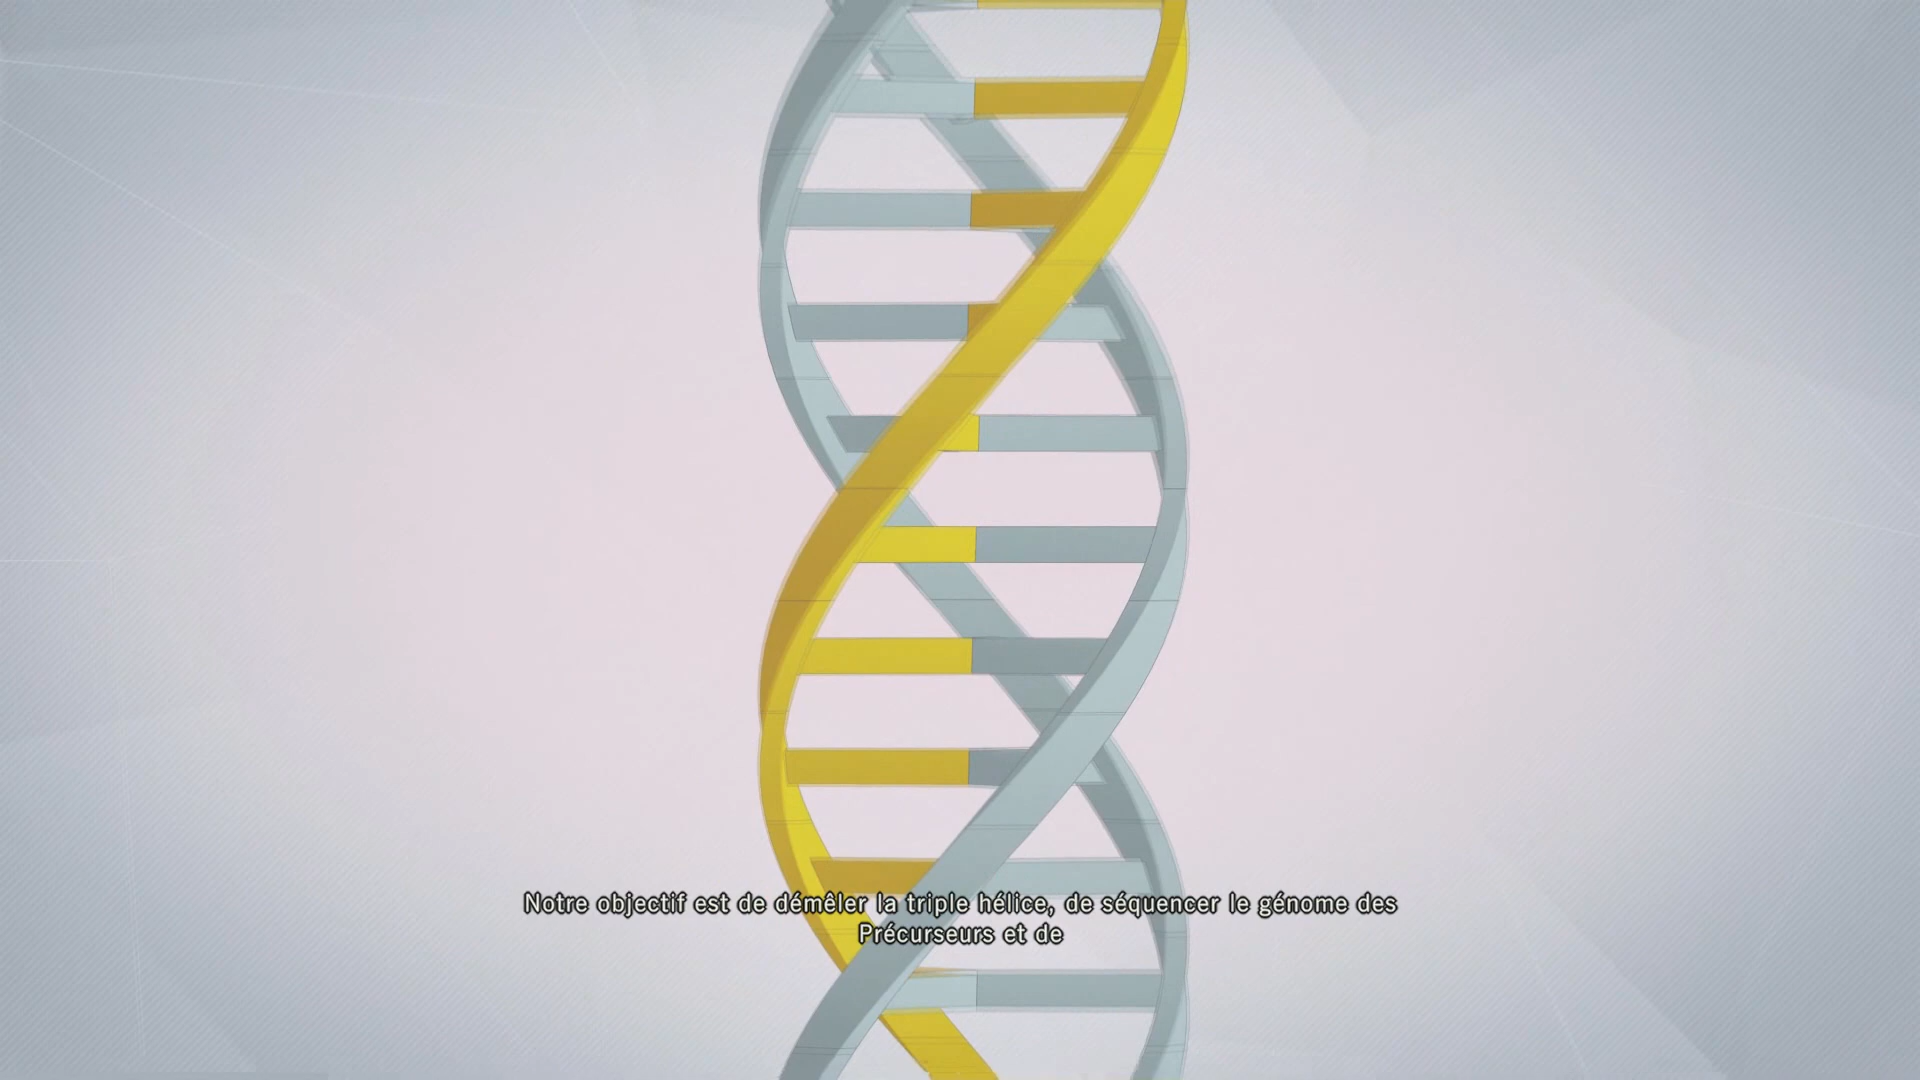 Notre objectif est de démêler la triple hélice, de séquencer le génome des
Précurseurs et de